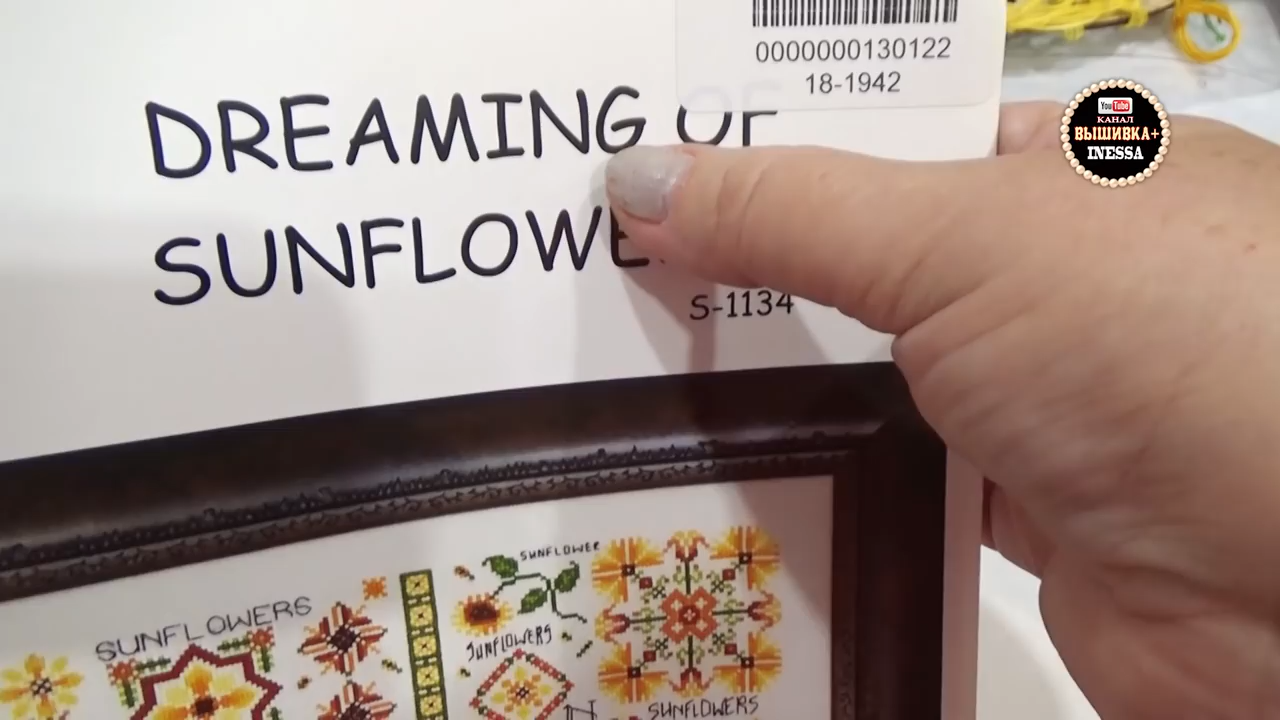 0000000130122
18-1942
DREAMING OF
SUNFLOWE
S-1134
YouTube
КАНАЛ
ВЫШИВКА+
INESSA
SUNFLOWER
SUNFLOWERS
SUNFLOWERS
SUNFLOWERS